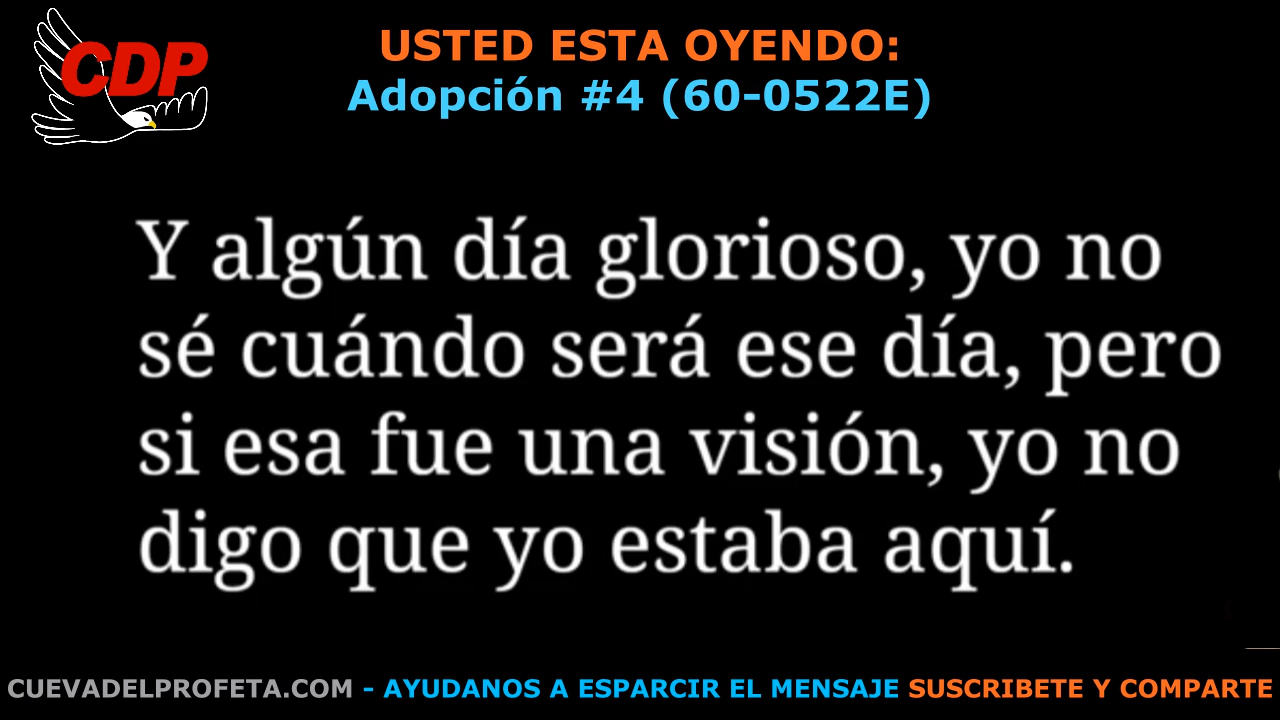 CDP
USTED ESTA OYENDO:
Adopción #4 (60-0522E)
Y algún día glorioso, yo no
sé cuándo será ese día, pero
si esa fue una visión, yo no
digo que yo estaba aquí.
CUEVADELPROFETA.COM - AYUDANOS A ESPARCIR EL MENSAJE SUSCRIBETE Y COMPARTE